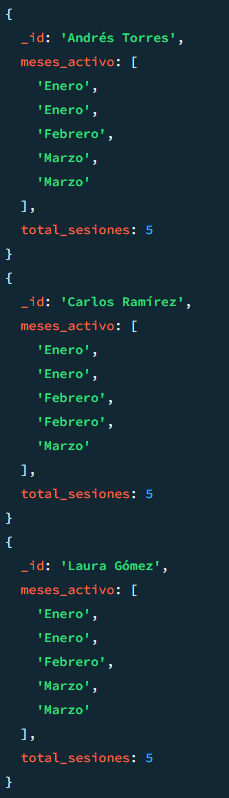 {
  _id: 'Andrés Torres',
  meses_activo: [
    'Enero',
    'Enero',
    'Febrero',
    'Marzo',
    'Marzo'
  ],
  total_sesiones: 5
}
{
  _id: 'Carlos Ramírez',
  meses_activo: [
    'Enero',
    'Enero',
    'Febrero',
    'Febrero',
    'Marzo'
  ],
  total_sesiones: 5
}
{
  _id: 'Laura Gómez',
  meses_activo: [
    'Enero',
    'Enero',
    'Febrero',
    'Marzo',
    'Marzo'
  ],
  total_sesiones: 5
}